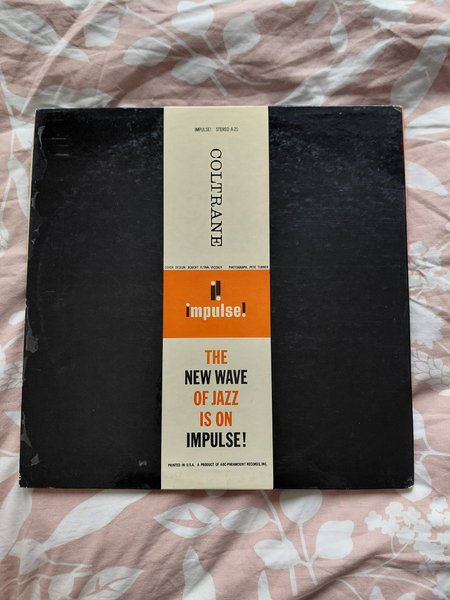 IMPULSE! STEREO A-21
COLTRANE
COVER DESIGN: ROBERT FLYNN/VICEROY PHOTOGRAPH: PETE TURNER
impulse!
THE
NEW WAVE
OF JAZZ
IS ON
IMPULSE!
PRINTED IN U.S.A. A PRODUCT OF ABC-PARAMOUNT RECORDS, INC.